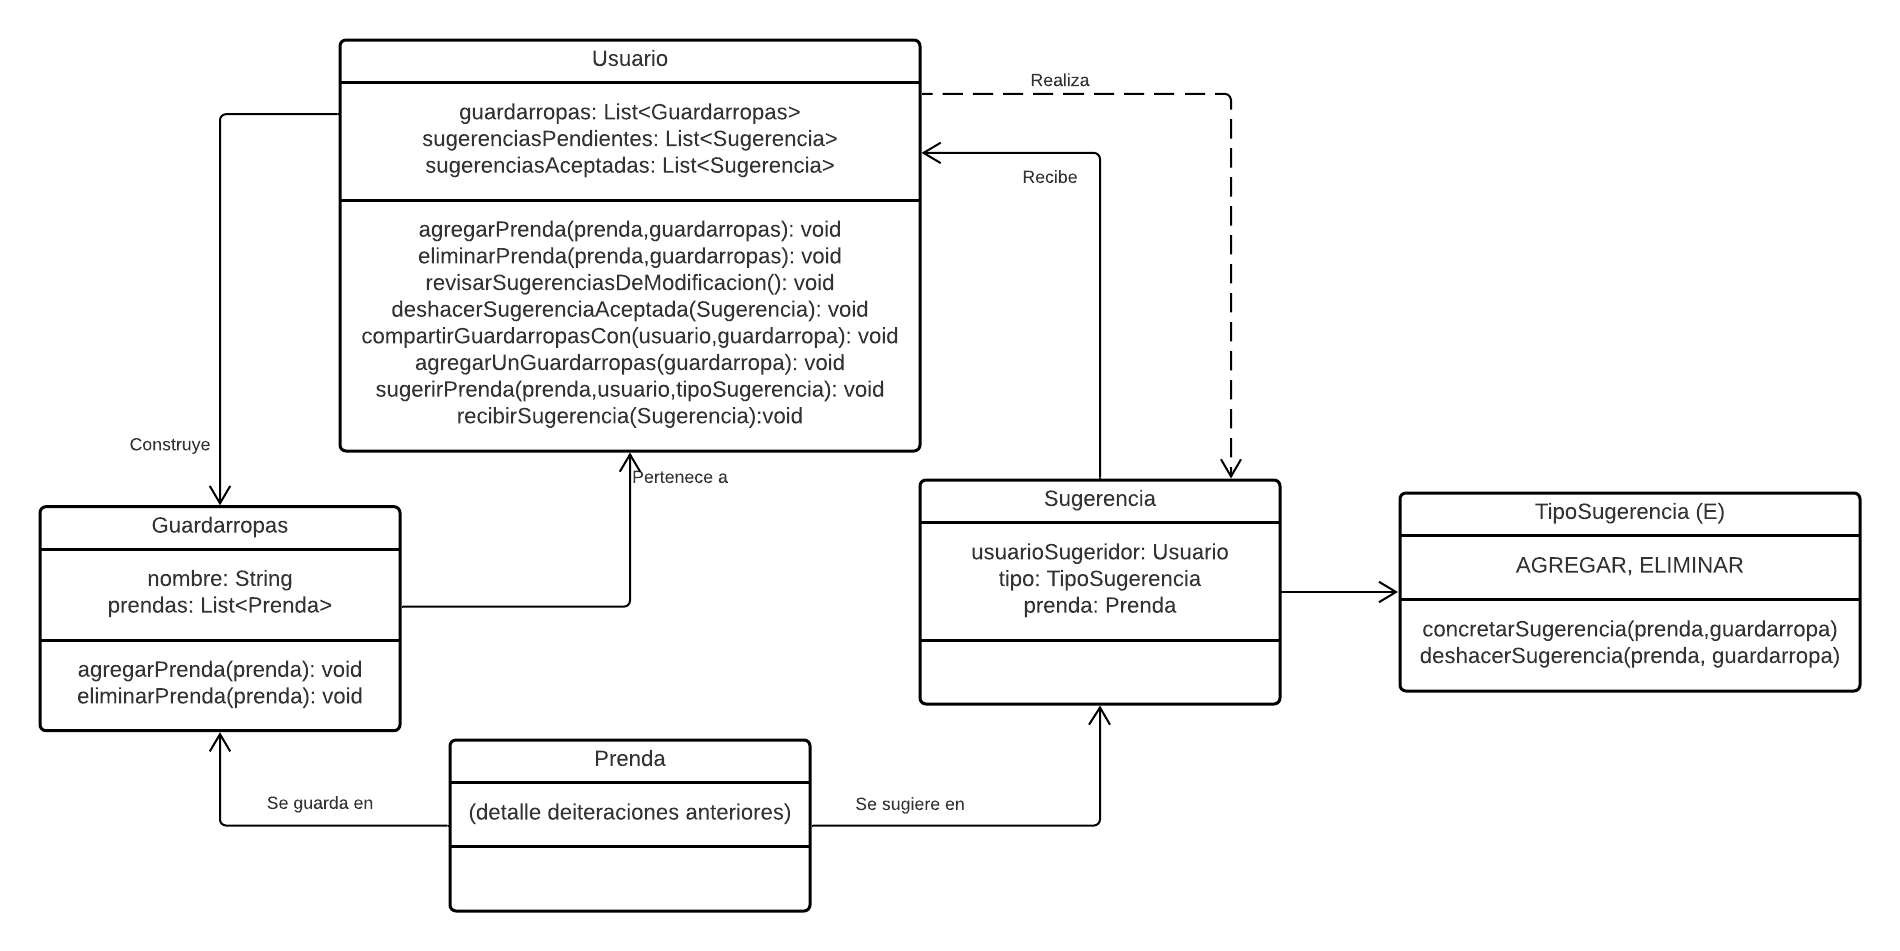 Usuario
guardarropas: List<Guardarropas>
sugerenciasPendientes: List<Sugerencia>
sugerenciasAceptadas: List<Sugerencia>
agregarPrenda(prenda,guardarropas): void
eliminarPrenda(prenda,guardarropas): void
revisarSugerenciasDeModificacion(): void
deshacerSugerenciaAceptada(Sugerencia): void
compartirGuardarropasCon(usuario,guardarropa): void
agregarUnGuardarropas(guardarropa): void
sugerirPrenda(prenda,usuario,tipoSugerencia): void
recibirSugerencia(Sugerencia):void
Realiza
Recibe
Construye
Pertenece a
Guardarropas
nombre: String
prendas: List<Prenda>
agregarPrenda(prenda): void
eliminarPrenda(prenda): void
Sugerencia
usuarioSugeridor: Usuario
tipo: TipoSugerencia
prenda: Prenda
TipoSugerencia (E)
AGREGAR, ELIMINAR
concretarSugerencia(prenda,guardarropa)
deshacerSugerencia(prenda, guardarropa)
Prenda
(detalle deiteraciones anteriores)
Se guarda en
Se sugiere en